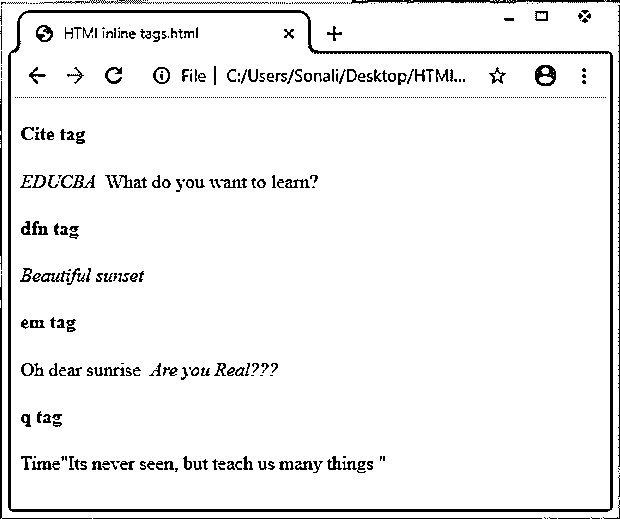 HTMl inline tags.html
File | C:/Users/Sonali/Desktop/HTMl...
Cite tag
EDUCBA What do you want to learn?
dfn tag
Beautiful sunset
em tag
Oh dear sunrise Are you Real???
q tag
Time"Its never seen, but teach us many things "